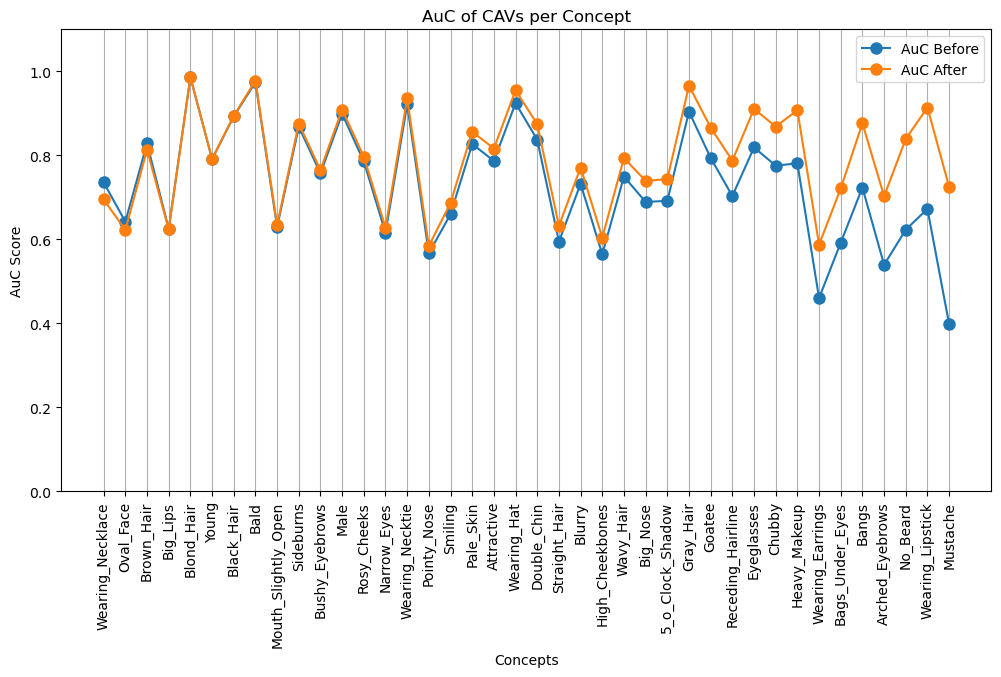 AuC of CAVs per Concept
AuC Before
AuC After
AuC Score
1.0
0.8
0.6
0.4
0.2
0.0
Wearing_Necklace
Oval_Face
Brown_Hair
Big_Lips
Blond_Hair
Young
Black_Hair
Bald
Mouth_Slightly_Open
Sideburns
Bushy_Eyebrows
Male
Rosy_Cheeks
Narrow_Eyes
Wearing_Necktie
Pointy_Nose
Smiling
Pale_Skin
Attractive
Wearing_Hat
Double_Chin
Straight_Hair
Blurry
High_Cheekbones
Wavy_Hair
Big_Nose
5_o_Clock_Shadow
Gray_Hair
Goatee
Receding_Hairline
Eyeglasses
Chubby
Heavy_Makeup
Wearing_Earrings
Bags_Under_Eyes
Bangs
Arched_Eyebrows
No_Beard
Wearing_Lipstick
Mustache
Concepts